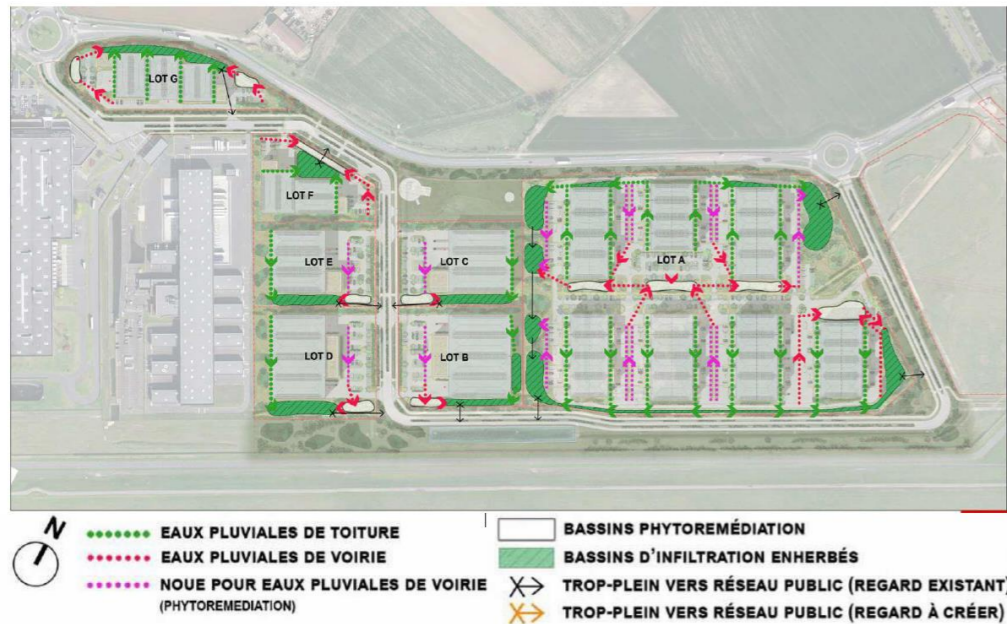 LOT G
LOT F
LOT E
LOT C
LOT A
LOT D
LOT B
N
EAUX PLUVIALES DE TOITURE
EAUX PLUVIALES DE VOIRIE
NOUE POUR EAUX PLUVIALES DE VOIRIE
(PHYTOREMEDIATION)
BASSINS PHYTOREMÉDIATION
BASSINS D'INFILTRATION ENHERBÉS
TROP-PLEIN VERS RÉSEAU PUBLIC (REGARD EXISTANT)
TROP-PLEIN VERS RÉSEAU PUBLIC (REGARD À CRÉER)